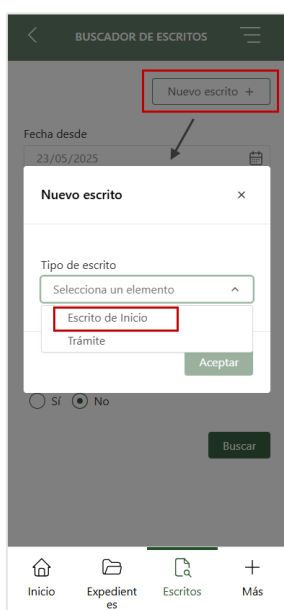 BUSCADOR DE ESCRITOS
Nuevo escrito +
Fecha desde
23/05/2025
Nuevo escrito ×
Tipo de escrito
Selecciona un elemento
Escrito de Inicio
Trámite
Aceptar
Sí No
Buscar
Inicio Expedient Escritos Más
es